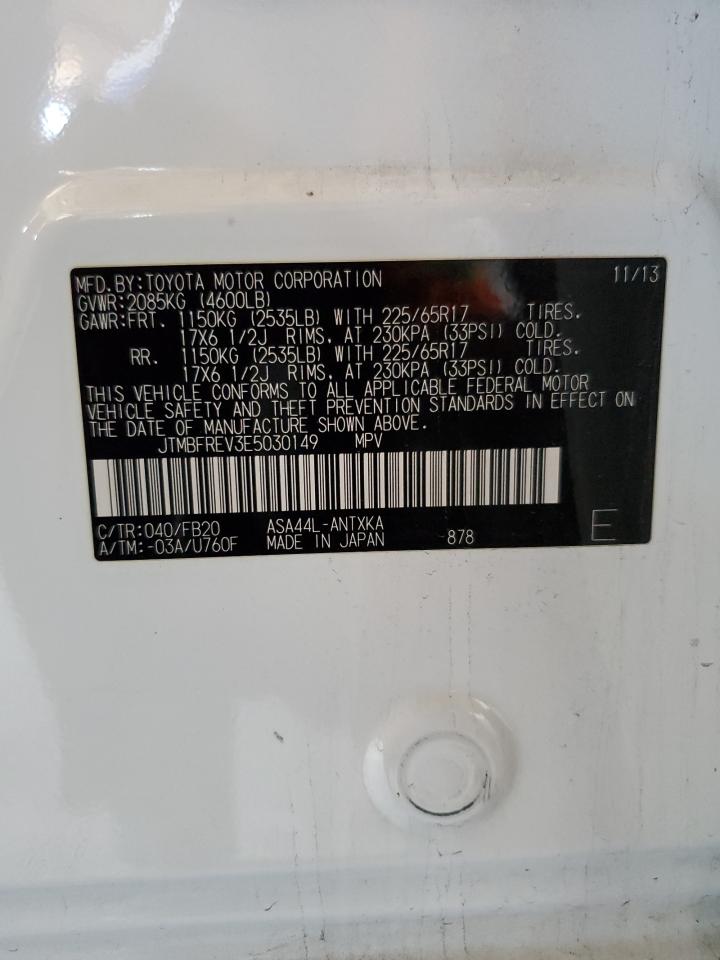 MFD.BY:TOYOTA MOTOR CORPORATION 11/13
GVWR:2085KG (4600LB)
GAWR:FRT. 1150KG (2535LB) WITH 225/65R17 TIRES.
17X6 1/2J RIMS, AT 230KPA (33PSI) COLD.
RR. 1150KG (2535LB) WITH 225/65R17 TIRES.
17X6 1/2J RIMS, AT 230KPA (33PSI) COLD.
THIS VEHICLE CONFORMS TO ALL APPLICABLE FEDERAL MOTOR
VEHICLE SAFETY AND THEFT PREVENTION STANDARDS IN EFFECT ON
THE DATE OF MANUFACTURE SHOWN ABOVE.
JTMBFREV3E5030149 MPV
C/TR:040/FB20 ASA44L-ANTXKA
A/TM:-03A/U760F MADE IN JAPAN 878 E